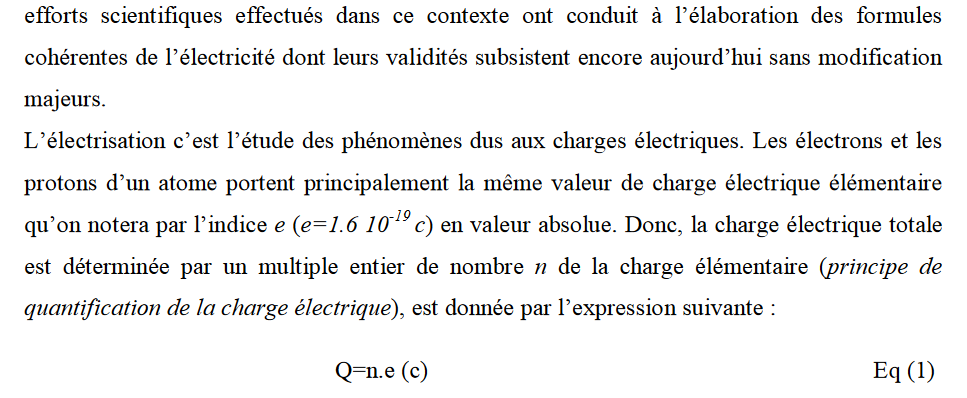 efforts scientifiques effectués dans ce contexte ont conduit à l’élaboration des formules
cohérentes de l’électricité dont leurs validités subsistent encore aujourd’hui sans modification
majeurs.
L’électrisation c’est l’étude des phénomènes dus aux charges électriques. Les électrons et les
protons d’un atome portent principalement la même valeur de charge électrique élémentaire
qu’on notera par l’indice e (e=1.6 10⁻¹⁹ c) en valeur absolue. Donc, la charge électrique totale
est déterminée par un multiple entier de nombre n de la charge élémentaire (principe de
quantification de la charge électrique), est donnée par l’expression suivante :
Q=n.e (c) Eq (1)